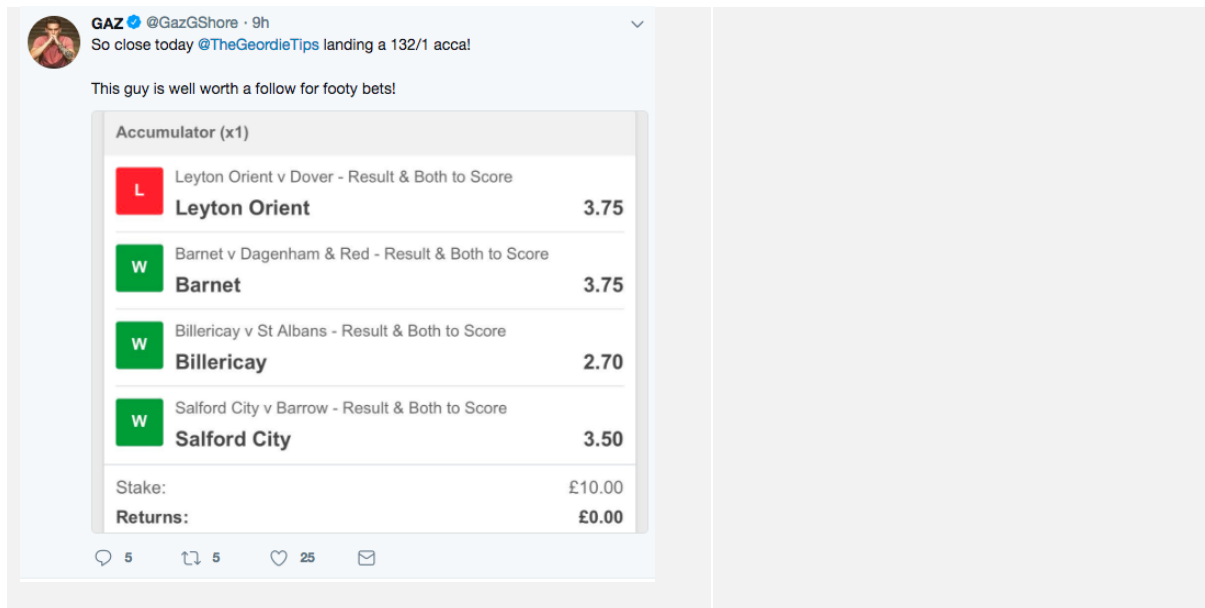 GAZ @GazGShore · 9h
So close today @TheGeordieTips landing a 132/1 acca!
This guy is well worth a follow for footy bets!
Accumulator (x1)
L
Leyton Orient v Dover - Result & Both to Score
Leyton Orient 3.75
W
Barnet v Dagenham & Red - Result & Both to Score
Barnet 3.75
W
Billericay v St Albans - Result & Both to Score
Billericay 2.70
W
Salford City v Barrow - Result & Both to Score
Salford City 3.50
Stake: £10.00
Returns: £0.00
5 5 25